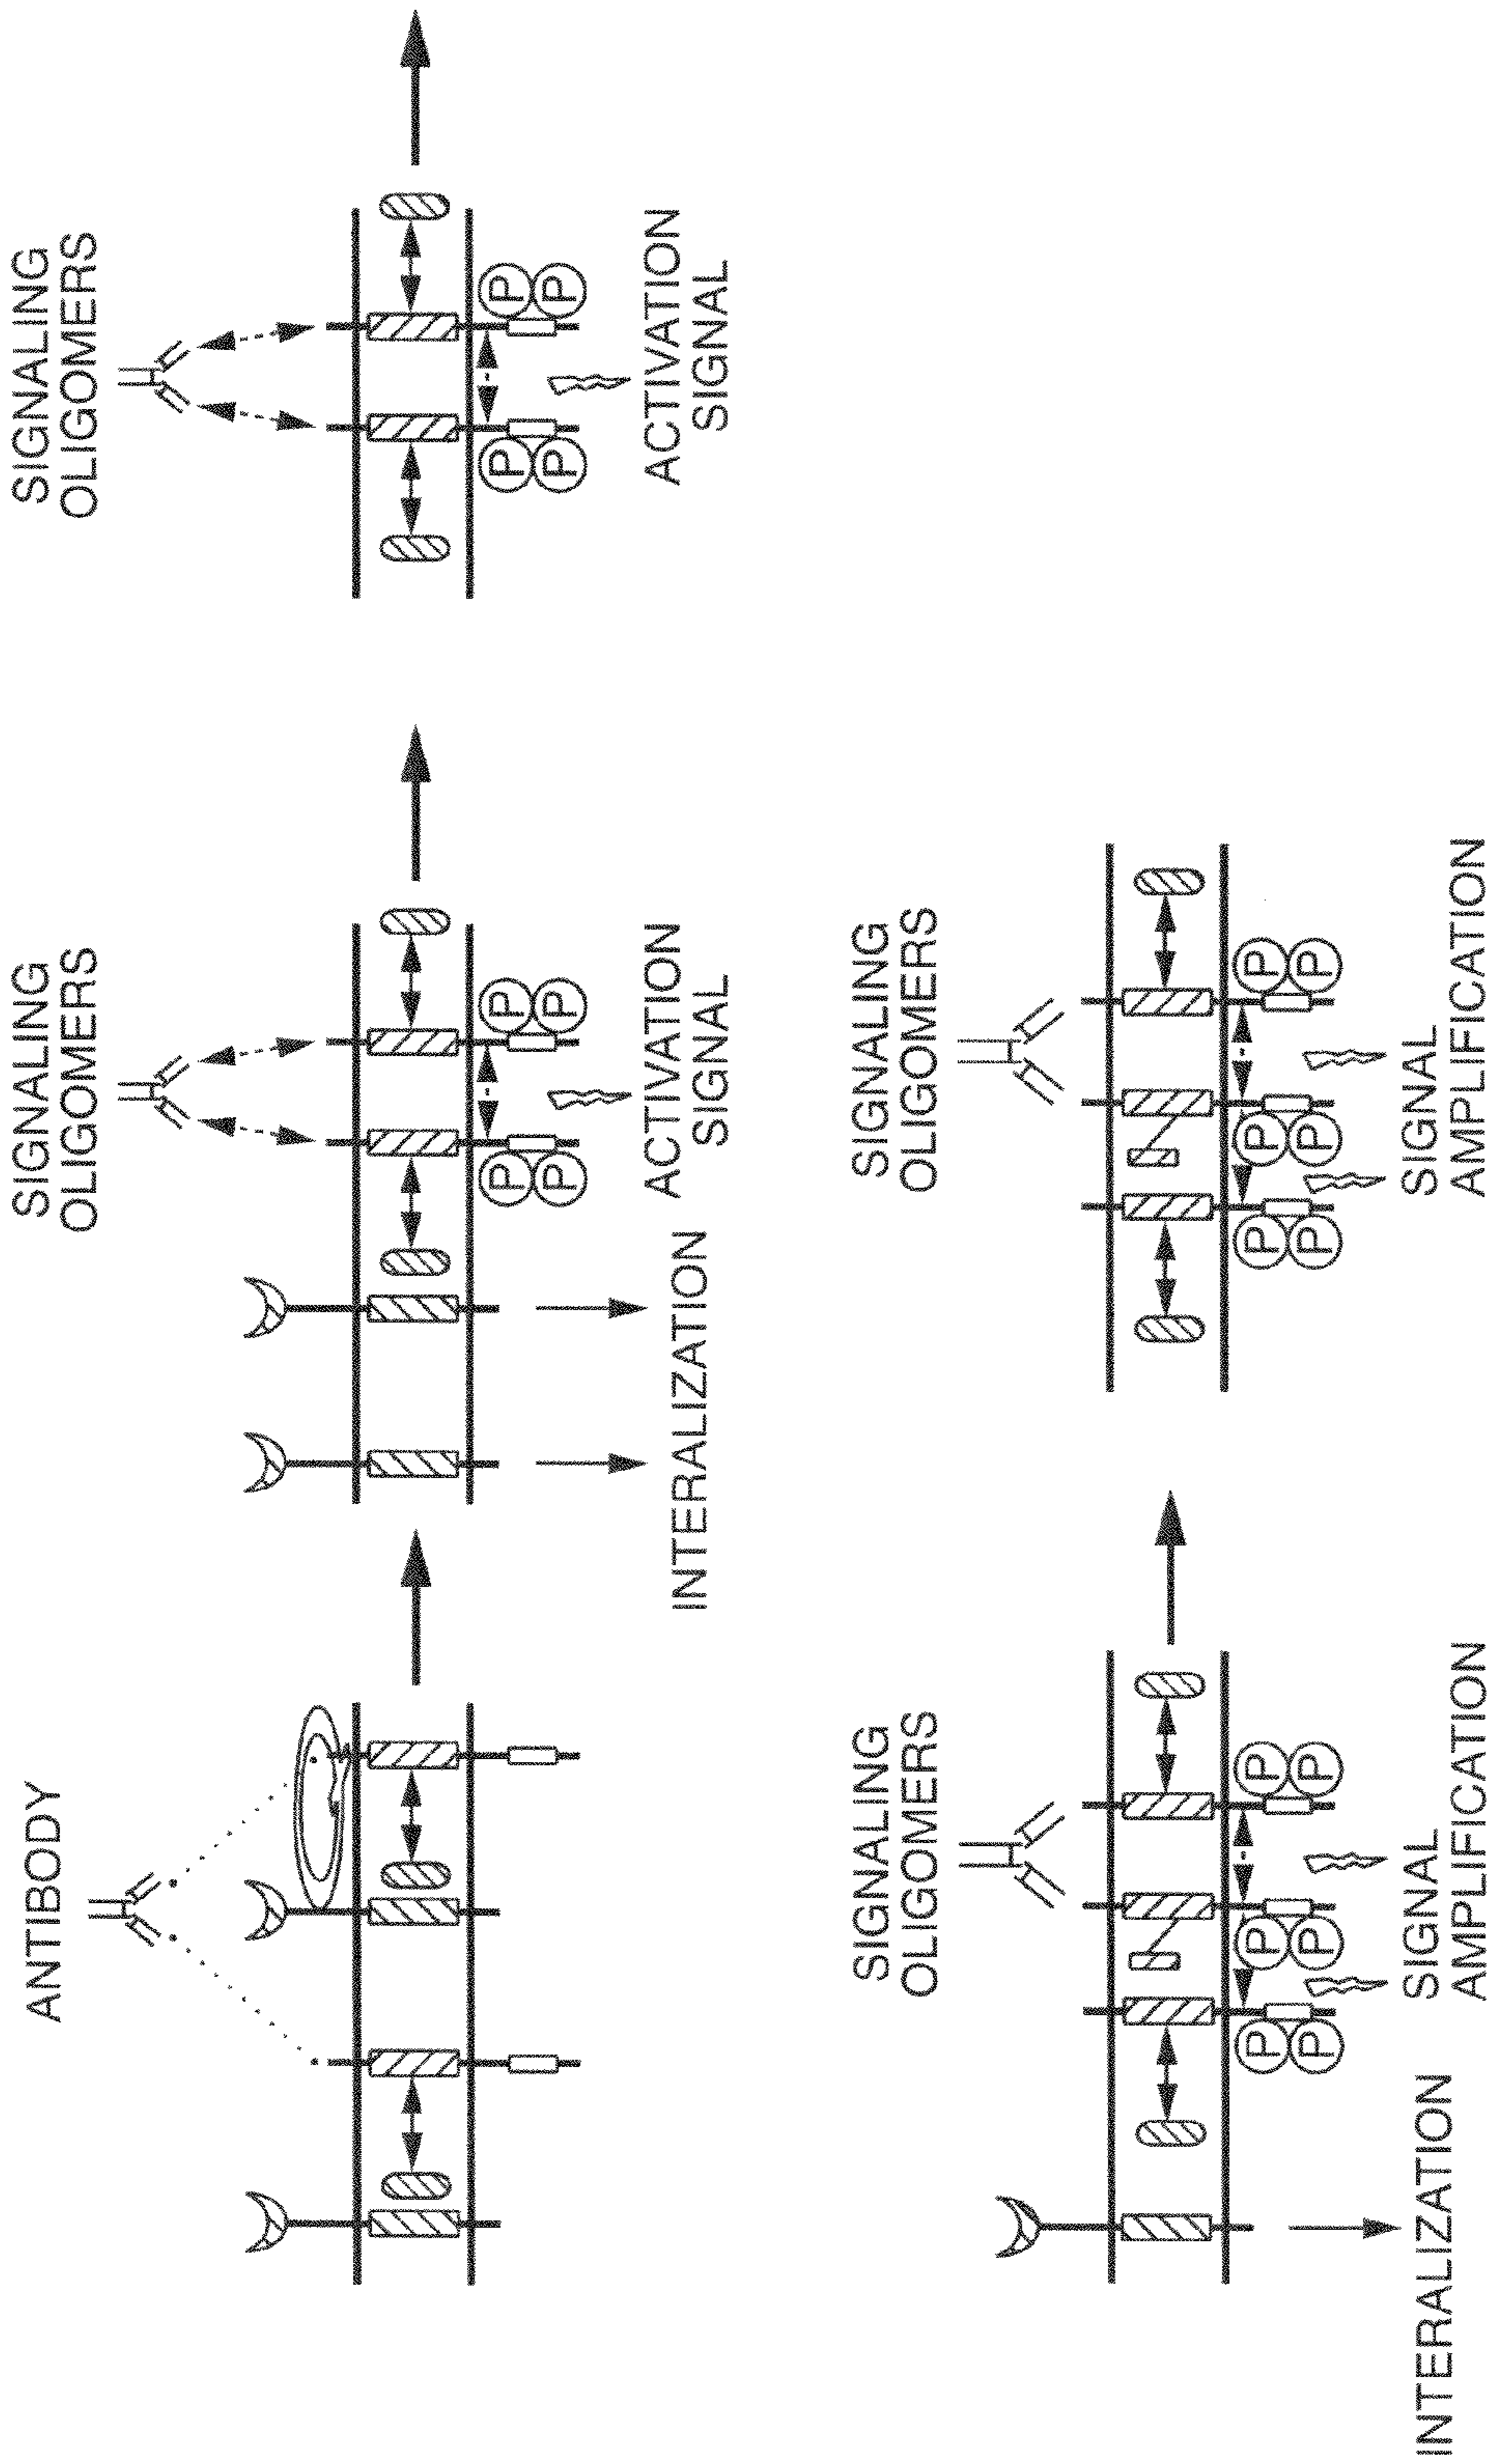 ANTIBODY
SIGNALING
OLIGOMERS
P P
P P
INTERALIZATION
ACTIVATION
SIGNAL
SIGNALING
OLIGOMERS
P P
P P
ACTIVATION
SIGNAL
SIGNALING
OLIGOMERS
P P P
P P P
INTERALIZATION
SIGNAL
AMPLIFICATION
SIGNALING
OLIGOMERS
P P P
P P P
SIGNAL
AMPLIFICATION